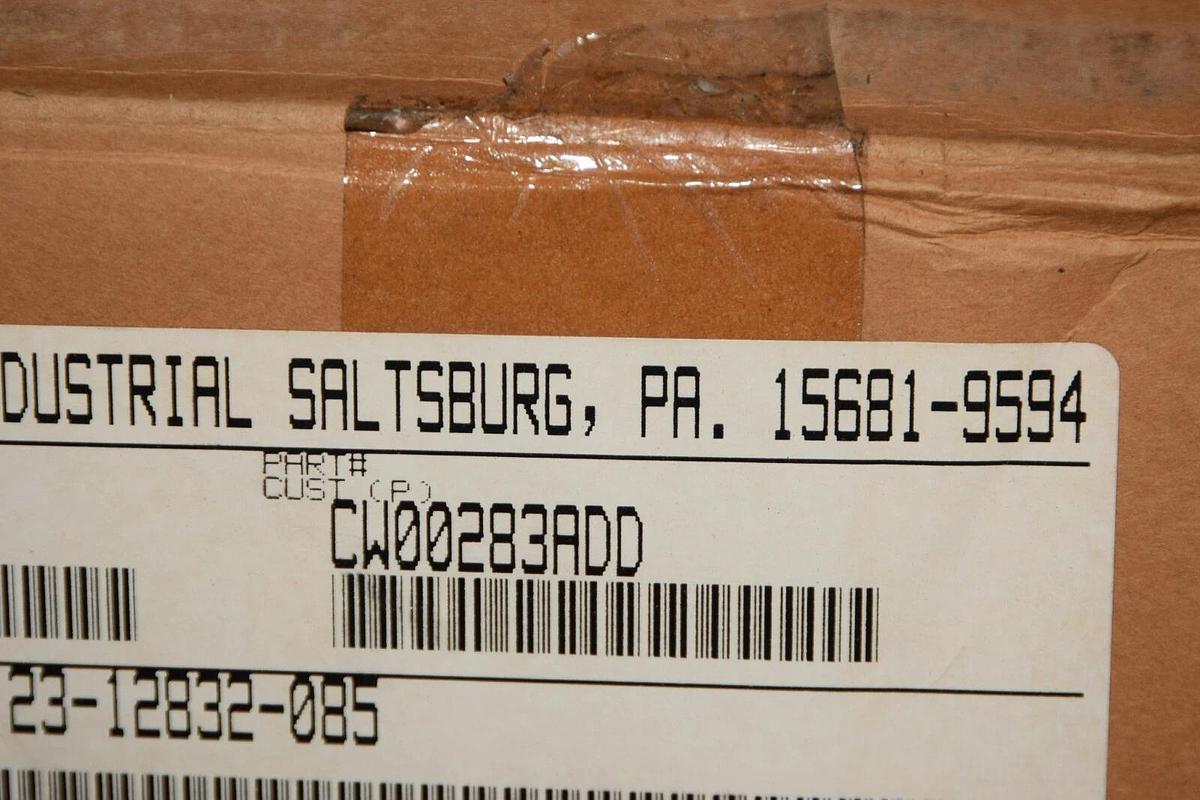 DUSTRIAL SALTSBURG, PA. 15681-9594
PART#
CUST (P)
CW00283ADD
23-12832-085